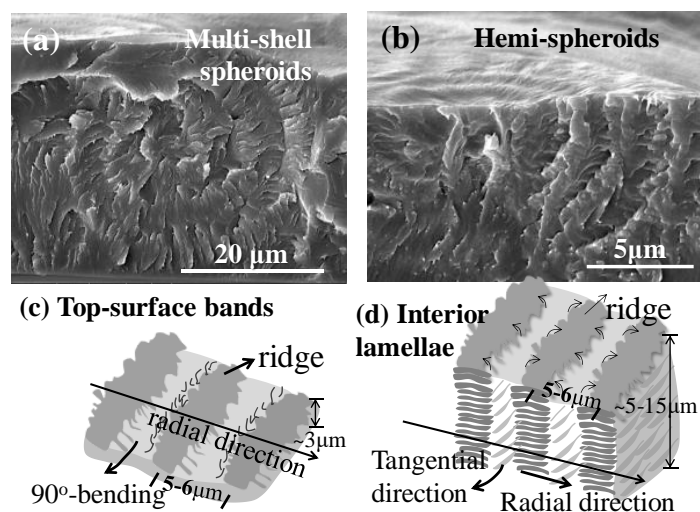 (a)
Multi-shell
spheroids
20 μm
(b)
Hemi-spheroids
5μm
(c) Top-surface bands
ridge
radial direction
~3μm
5-6μm
90º-bending
(d) Interior
lamellae
ridge
5-6μm
~5-15μm
Tangential
direction
Radial direction